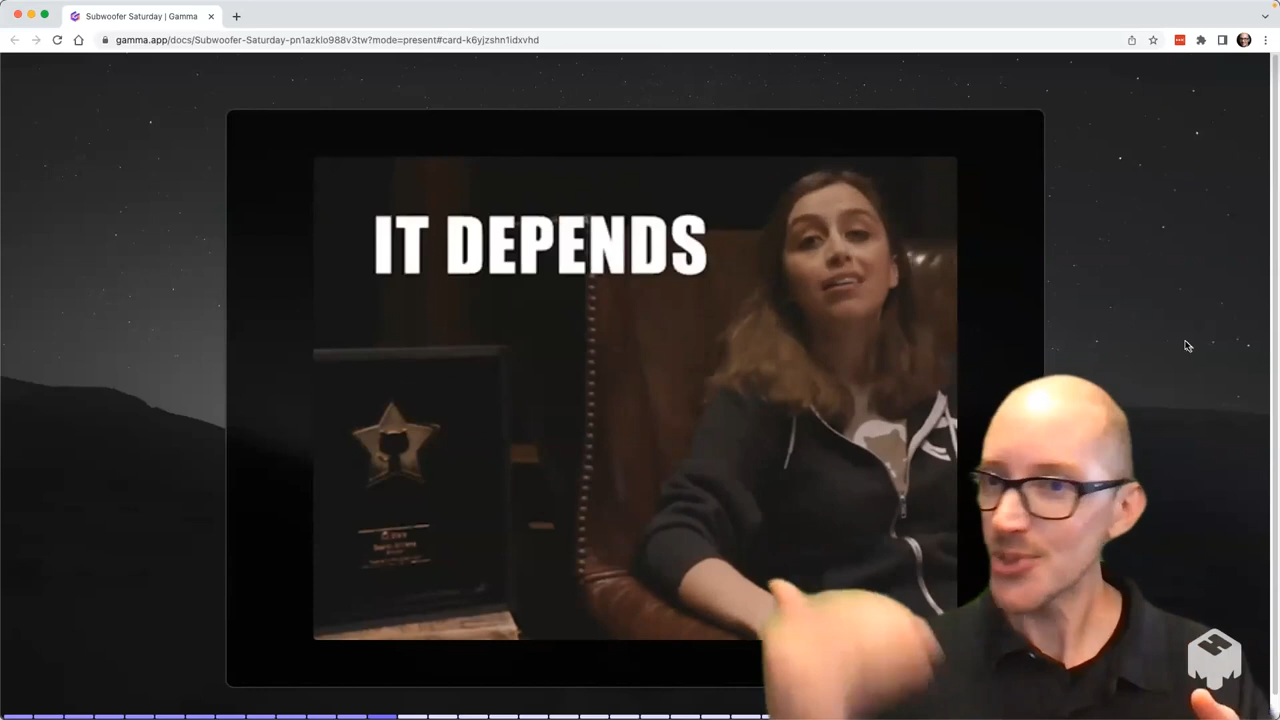 Subwoofer Saturday | Gamma
gamma.app/docs/Subwoofer-Saturday-pn1azklo988v3tw?mode=present#card-k6yjzshn1idxvhd
IT DEPENDS